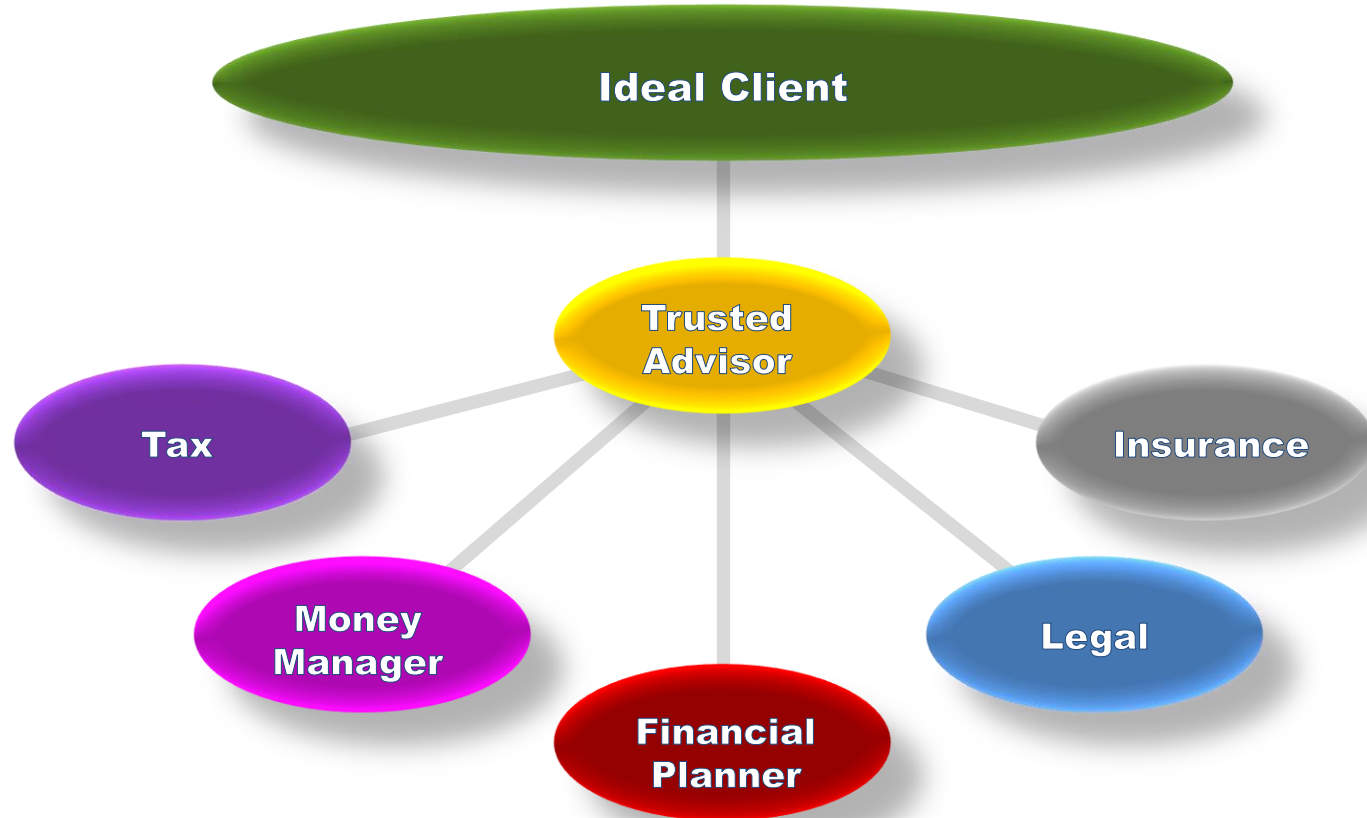 Ideal Client
Trusted
Advisor
Tax
Insurance
Money
Manager
Legal
Financial
Planner